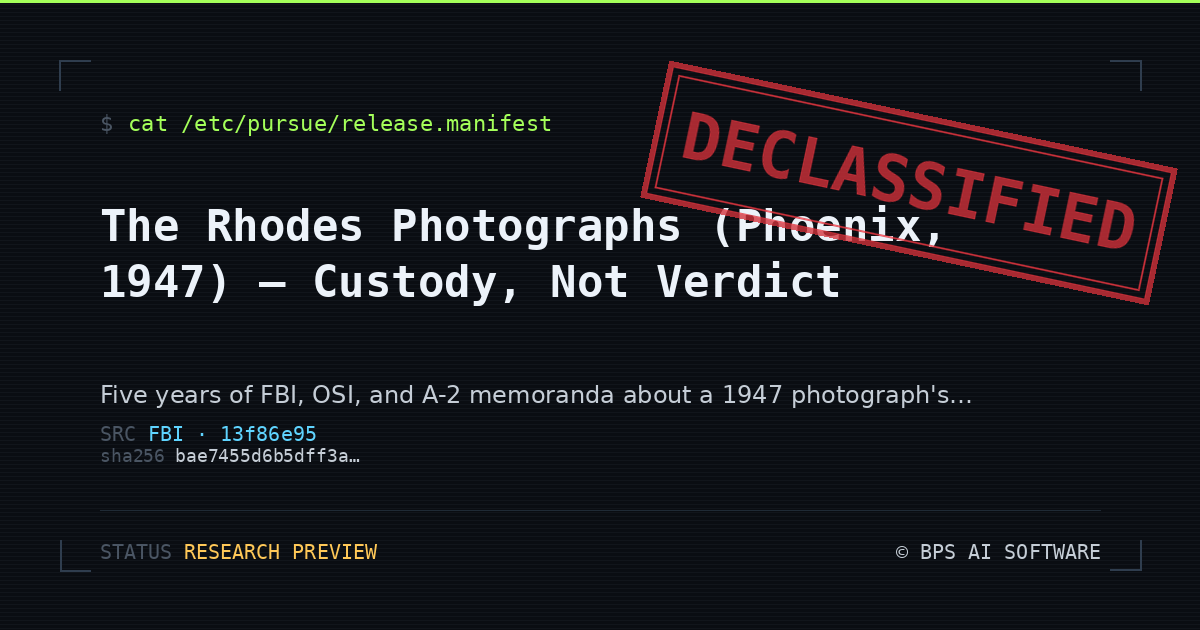 $ cat /etc/pursue/release.manifest
DECLASSIFIED
The Rhodes Photographs (Phoenix,
1947) — Custody, Not Verdict
Five years of FBI, OSI, and A-2 memoranda about a 1947 photograph's…
SRC FBI · 13f86e95
sha256 bae7455d6b5dff3a…
STATUS RESEARCH PREVIEW
© BPS AI SOFTWARE